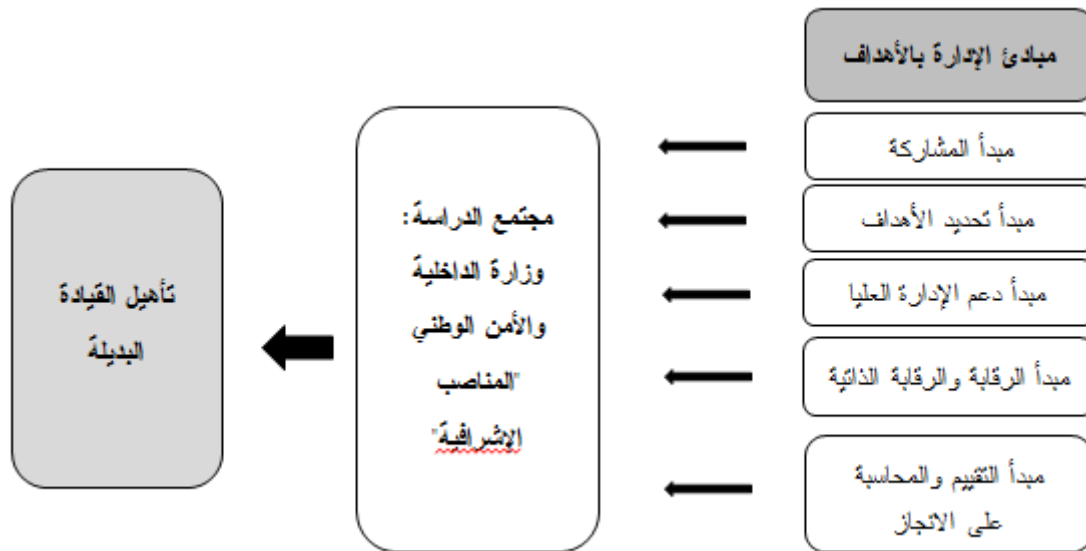 مبادئ الإدارة بالأهداف
مبدأ المشاركة
مبدأ تحديد الأهداف
مبدأ دعم الإدارة العليا
مبدأ الرقابة والرقابة الذاتية
مبدأ التقييم والمحاسبة
على الانجاز
مجتمع الدراسة:
وزارة الداخلية
والأمن الوطني
"المناصب
الإشرافية"
تأهيل القيادة
البديلة